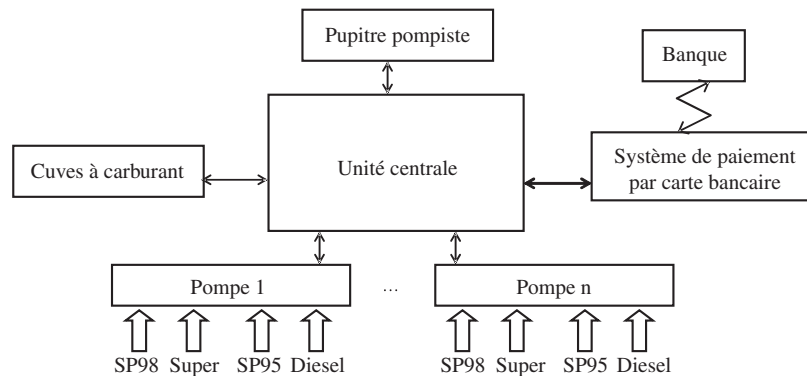 Pupitre pompiste
Banque
Cuves à carburant
Unité centrale
Système de paiement
par carte bancaire
Pompe 1
...
Pompe n
SP98 Super SP95 Diesel
SP98 Super SP95 Diesel